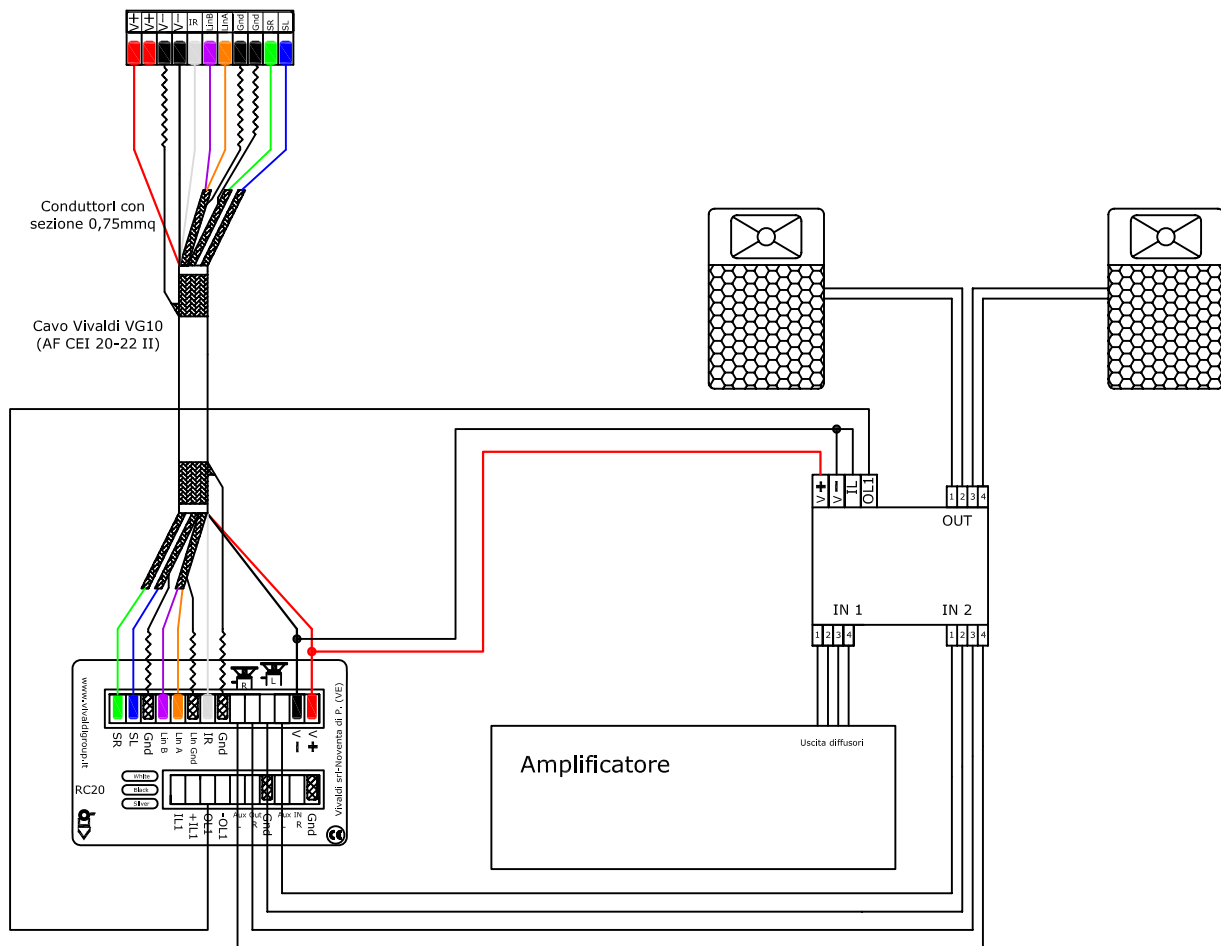 V+
V+
V−
V−
IR
LinB
LinA
Gnd
Gnd
SR
SL
Conduttori con
sezione 0,75mmq
Cavo Vivaldi VG10
(AF CEI 20-22 II)
V +
V −
IL
OL1
1 2 3 4
OUT
IN 1
IN 2
1 2 3 4
1 2 3 4
Uscita diffusori
Amplificatore
R
L
www.vivaldigroup.it
Vivaldi srl-Noventa di P. (VE)
SR
SL
Gnd
Lin B
Lin A
Lin Gnd
IR
Gnd
V −
V +
White
Black
Silver
RC20
IL1
+IL1
OL1
-OL1
Aux Out
L
R
Gnd
Aux IN
L
R
Gnd
CE